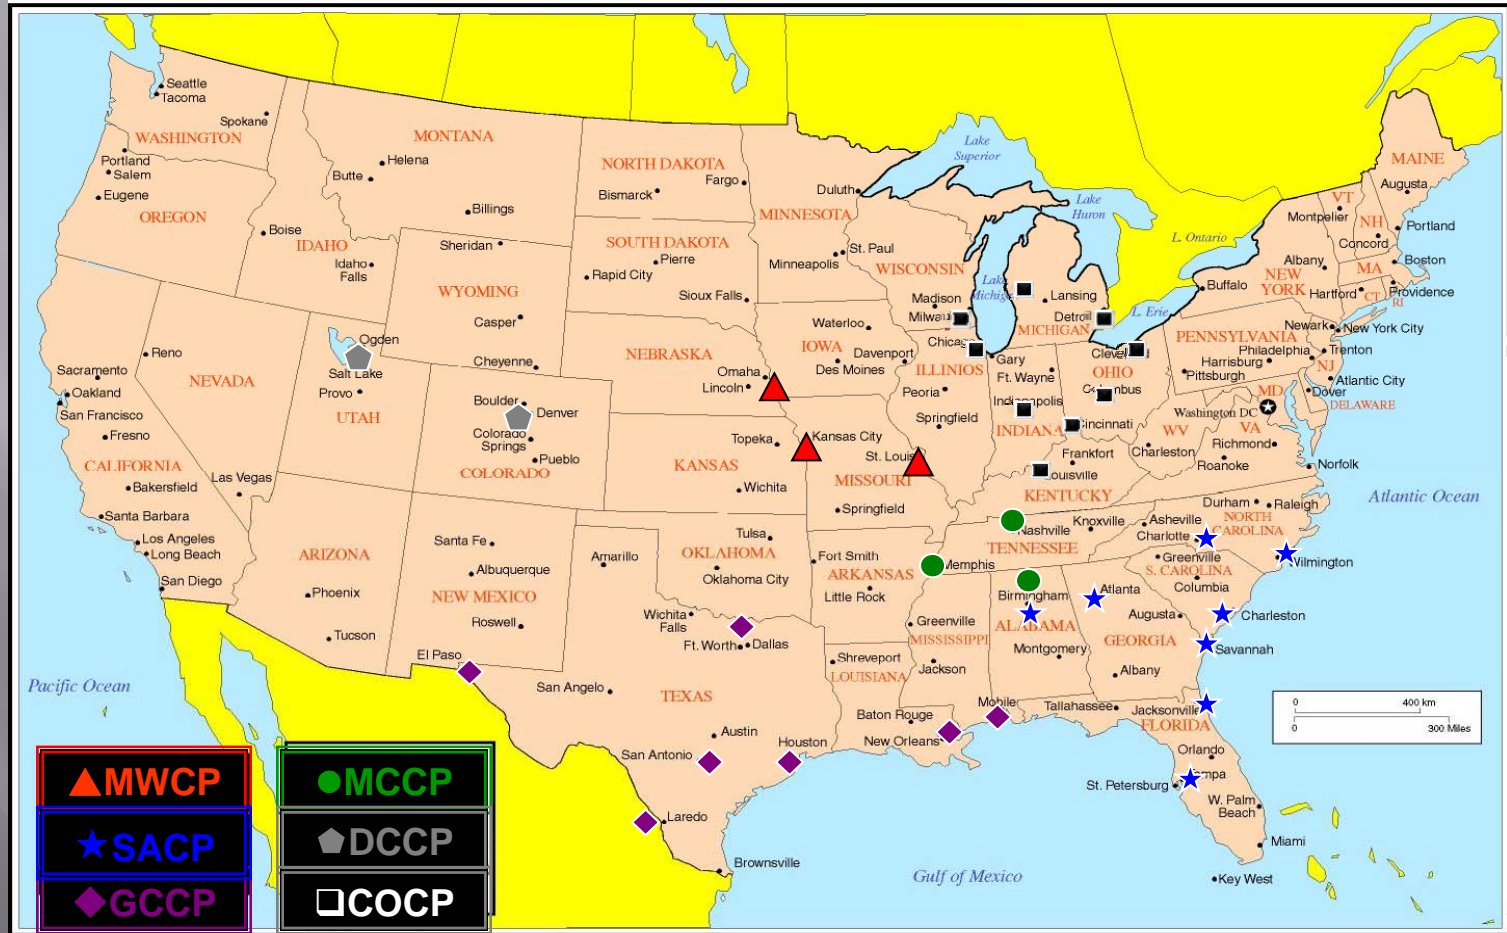 Seattle
Tacoma
Spokane
WASHINGTON
Portland
Salem
Eugene
OREGON
Helena
Butte
MONTANA
Billings
Boise
IDAHO
Idaho
Falls
NORTH DAKOTA
Bismarck
Fargo
Duluth
MINNESOTA
SOUTH DAKOTA
Pierre
Rapid City
Sioux Falls
Minneapolis
St. Paul
WISCONSIN
Madison
Lake
Superior
Lake
Huron
Lake
L. Ontario
L. Erie
Lansing
MICHIGAN
MAINE
Augusta
VT
Montpelier
NH
Concord
Portland
Boston
Albany
MA
NEW
YORK
Hartford
CT
RI
Providence
Buffalo
Sheridan
WYOMING
Casper
Cheyenne
NEBRASKA
Omaha
Lincoln
Waterloo
IOWA
Davenport
Des Moines
Gary
Ft. Wayne
ILLINIOS
Peoria
Springfield
INDIANA
OHIO
Cincinnati
PENNSYLVANIA
Newark
New York City
Philadelphia
Harrisburg
Trenton
Pittsburgh
NJ
Atlantic City
MD
Dover
DELAWARE
Washington DC
WV
VA
Richmond
Charleston
Roanoke
Norfolk
Reno
Sacramento
Oakland
San Francisco
Fresno
NEVADA
CALIFORNIA
Las Vegas
Bakersfield
Santa Barbara
Los Angeles
Long Beach
San Diego
Ogden
Salt Lake
Provo
UTAH
Boulder
Denver
Colorado
Springs
Pueblo
COLORADO
Topeka
Kansas City
KANSAS
Wichita
St. Louis
MISSOURI
Springfield
Frankfort
KENTUCKY
ARIZONA
Phoenix
Tucson
Santa Fe
Albuquerque
NEW MEXICO
Roswell
Amarillo
Tulsa
OKLAHOMA
Oklahoma City
Fort Smith
ARKANSAS
Little Rock
Nashville
Knoxville
TENNESSEE
Memphis
Durham
Raleigh
Asheville
NORTH
CAROLINA
Charlotte
Greenville
Wilmington
S. CAROLINA
Columbia
Charleston
Birmingham
Atlanta
Augusta
ALABAMA
GEORGIA
Savannah
Montgomery
Albany
Greenville
MISSISSIPPI
Jackson
Shreveport
LOUISIANA
Wichita
Falls
Ft. Worth
Dallas
El Paso
San Angelo
TEXAS
Austin
San Antonio
Houston
Laredo
Brownsville
Baton Rouge
New Orleans
Mobile
Tallahassee
Jacksonville
FLORIDA
Orlando
St. Petersburg
W. Palm
Beach
Miami
Key West
Pacific Ocean
Atlantic Ocean
Gulf of Mexico
0 400 km
0 300 Miles
MWCP
MCCP
SACP
DCCP
GCCP
COCP